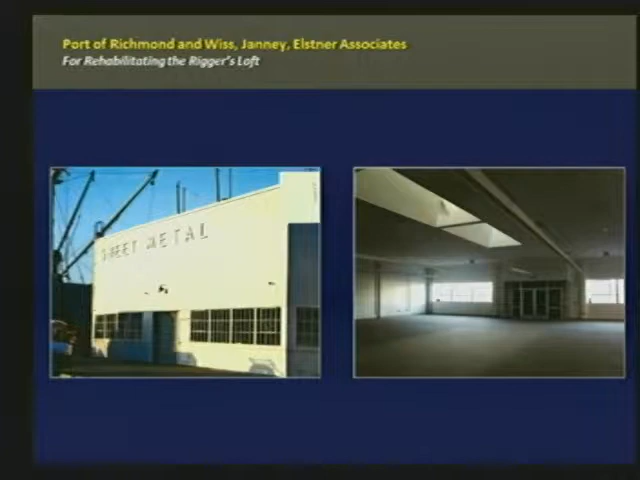 Port of Richmond and Wiss, Janney, Elstner Associates
For Rehabilitating the Rigger's Loft
SHEET METAL